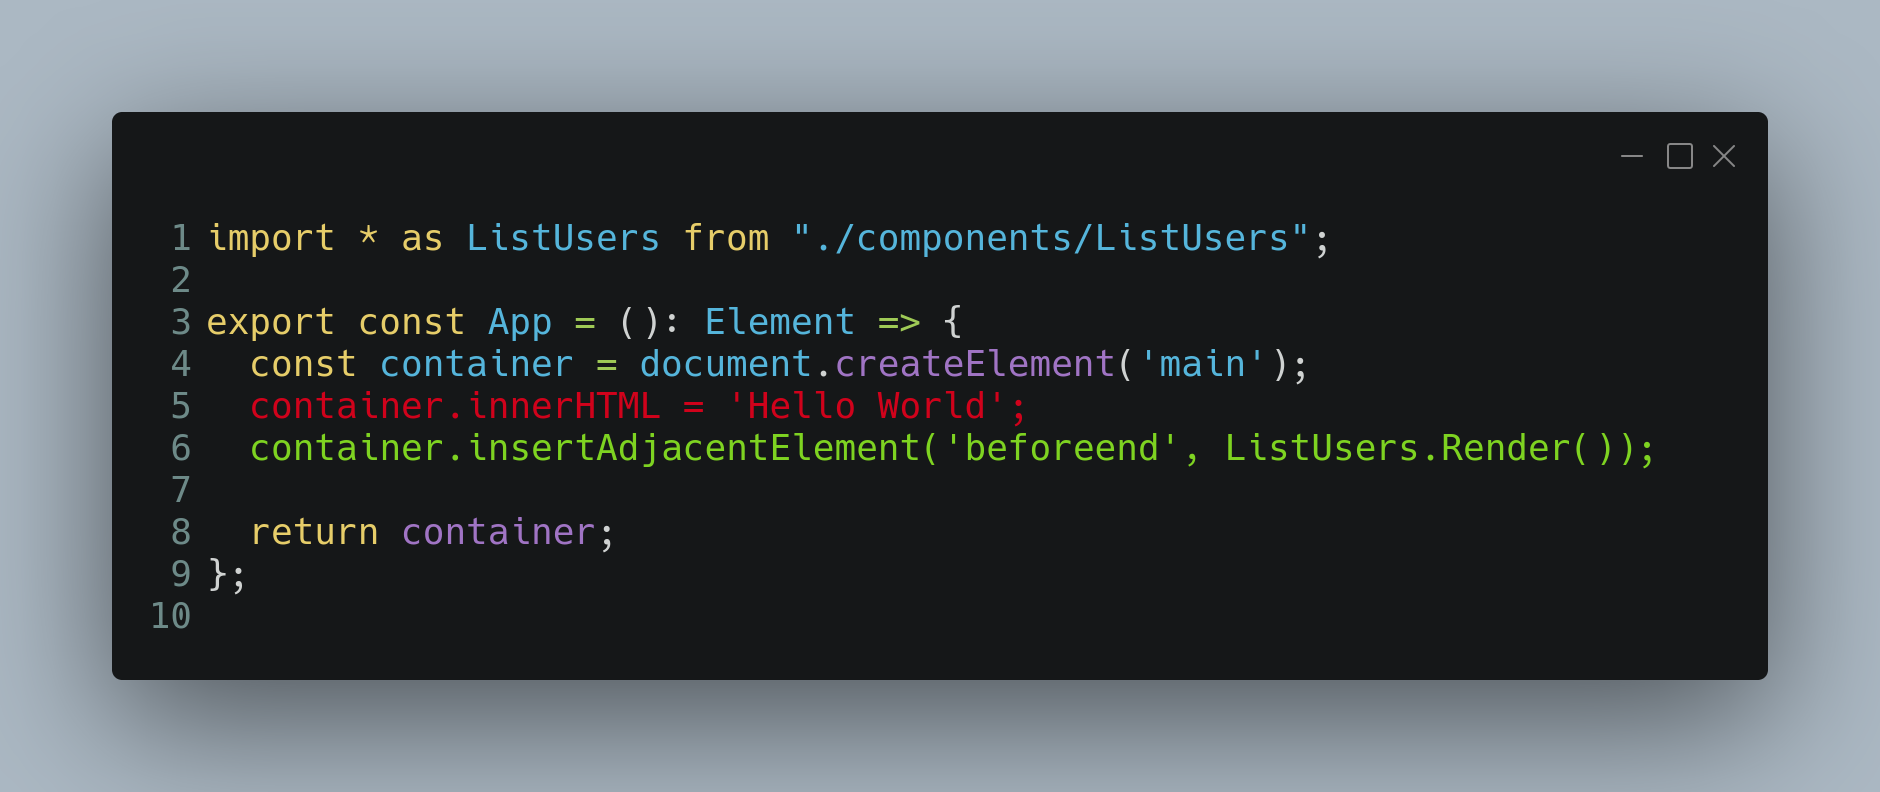 1 import * as ListUsers from "./components/ListUsers";
2
3 export const App = (): Element => {
4   const container = document.createElement('main');
5   container.innerHTML = 'Hello World';
6   container.insertAdjacentElement('beforeend', ListUsers.Render());
7
8   return container;
9 };
10